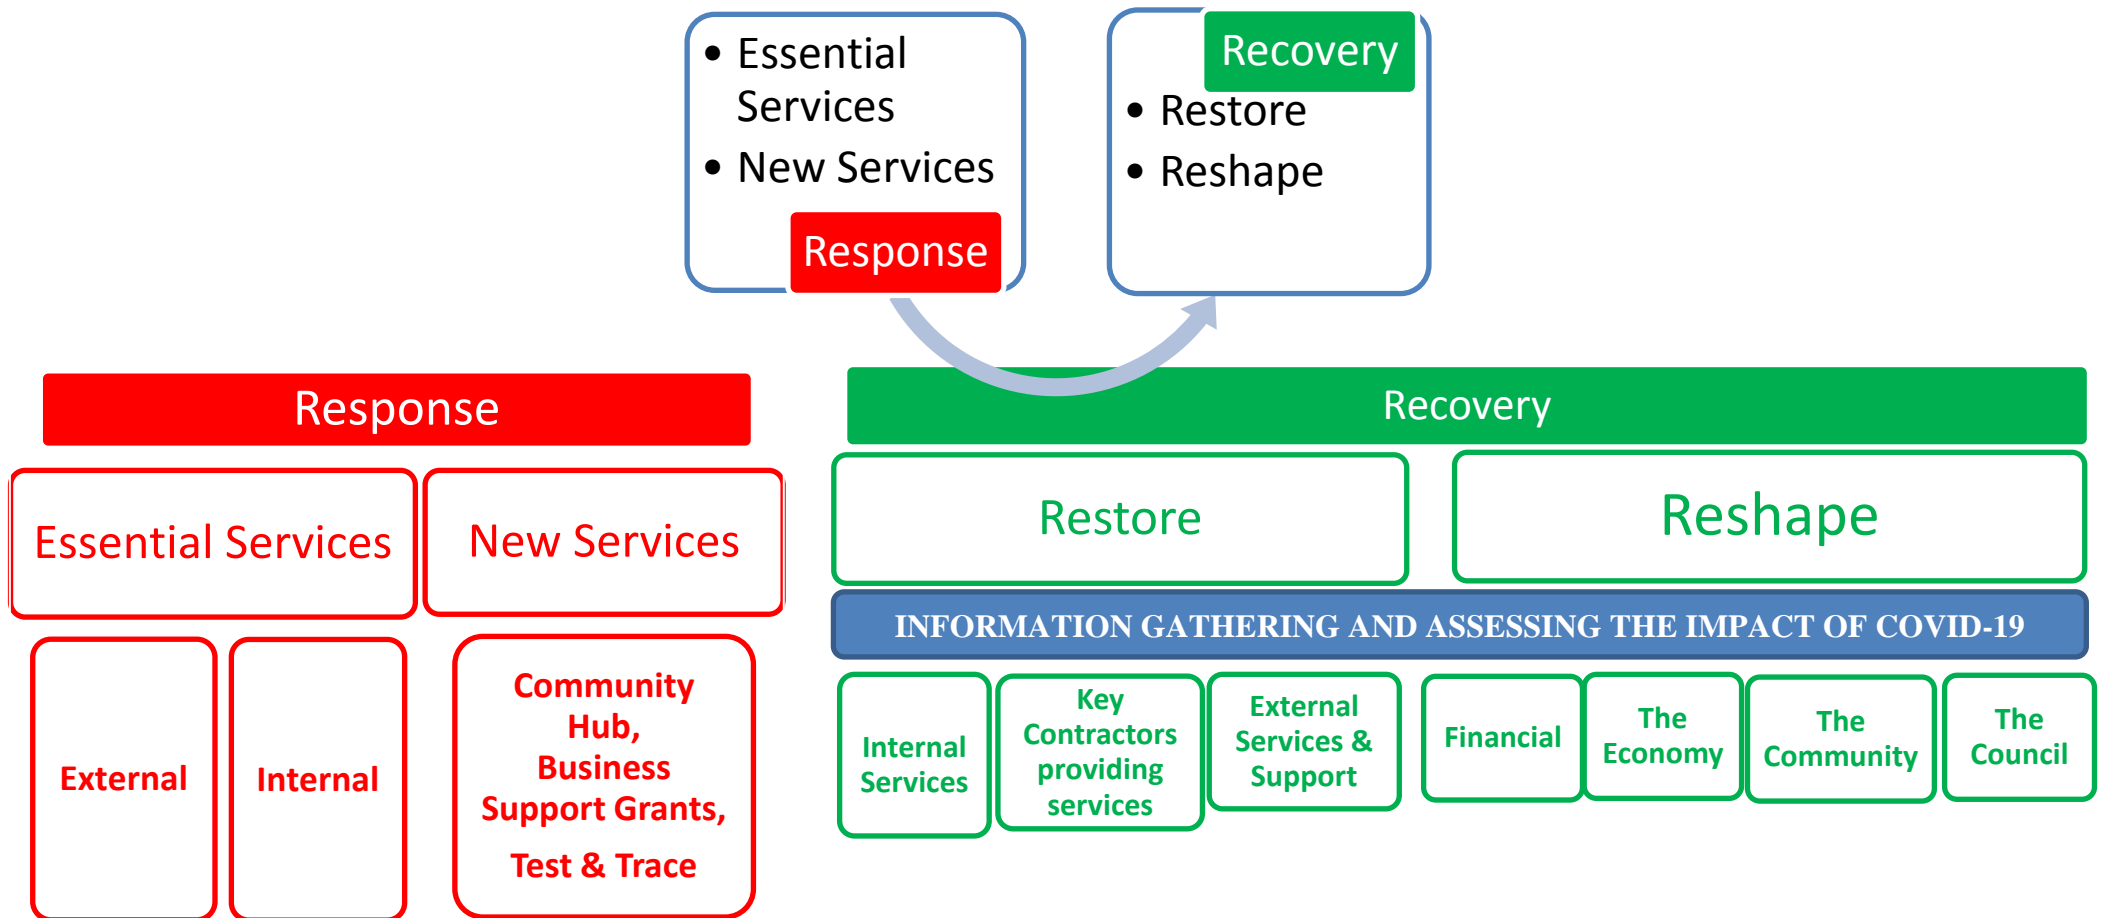 • Essential
Services
• New Services
Response
Recovery
• Restore
• Reshape
Response
Essential Services
New Services
External
Internal
Community
Hub,
Business
Support Grants,
Test & Trace
Recovery
Restore
Reshape
INFORMATION GATHERING AND ASSESSING THE IMPACT OF COVID-19
Internal
Services
Key
Contractors
providing
services
External
Services &
Support
Financial
The
Economy
The
Community
The
Council